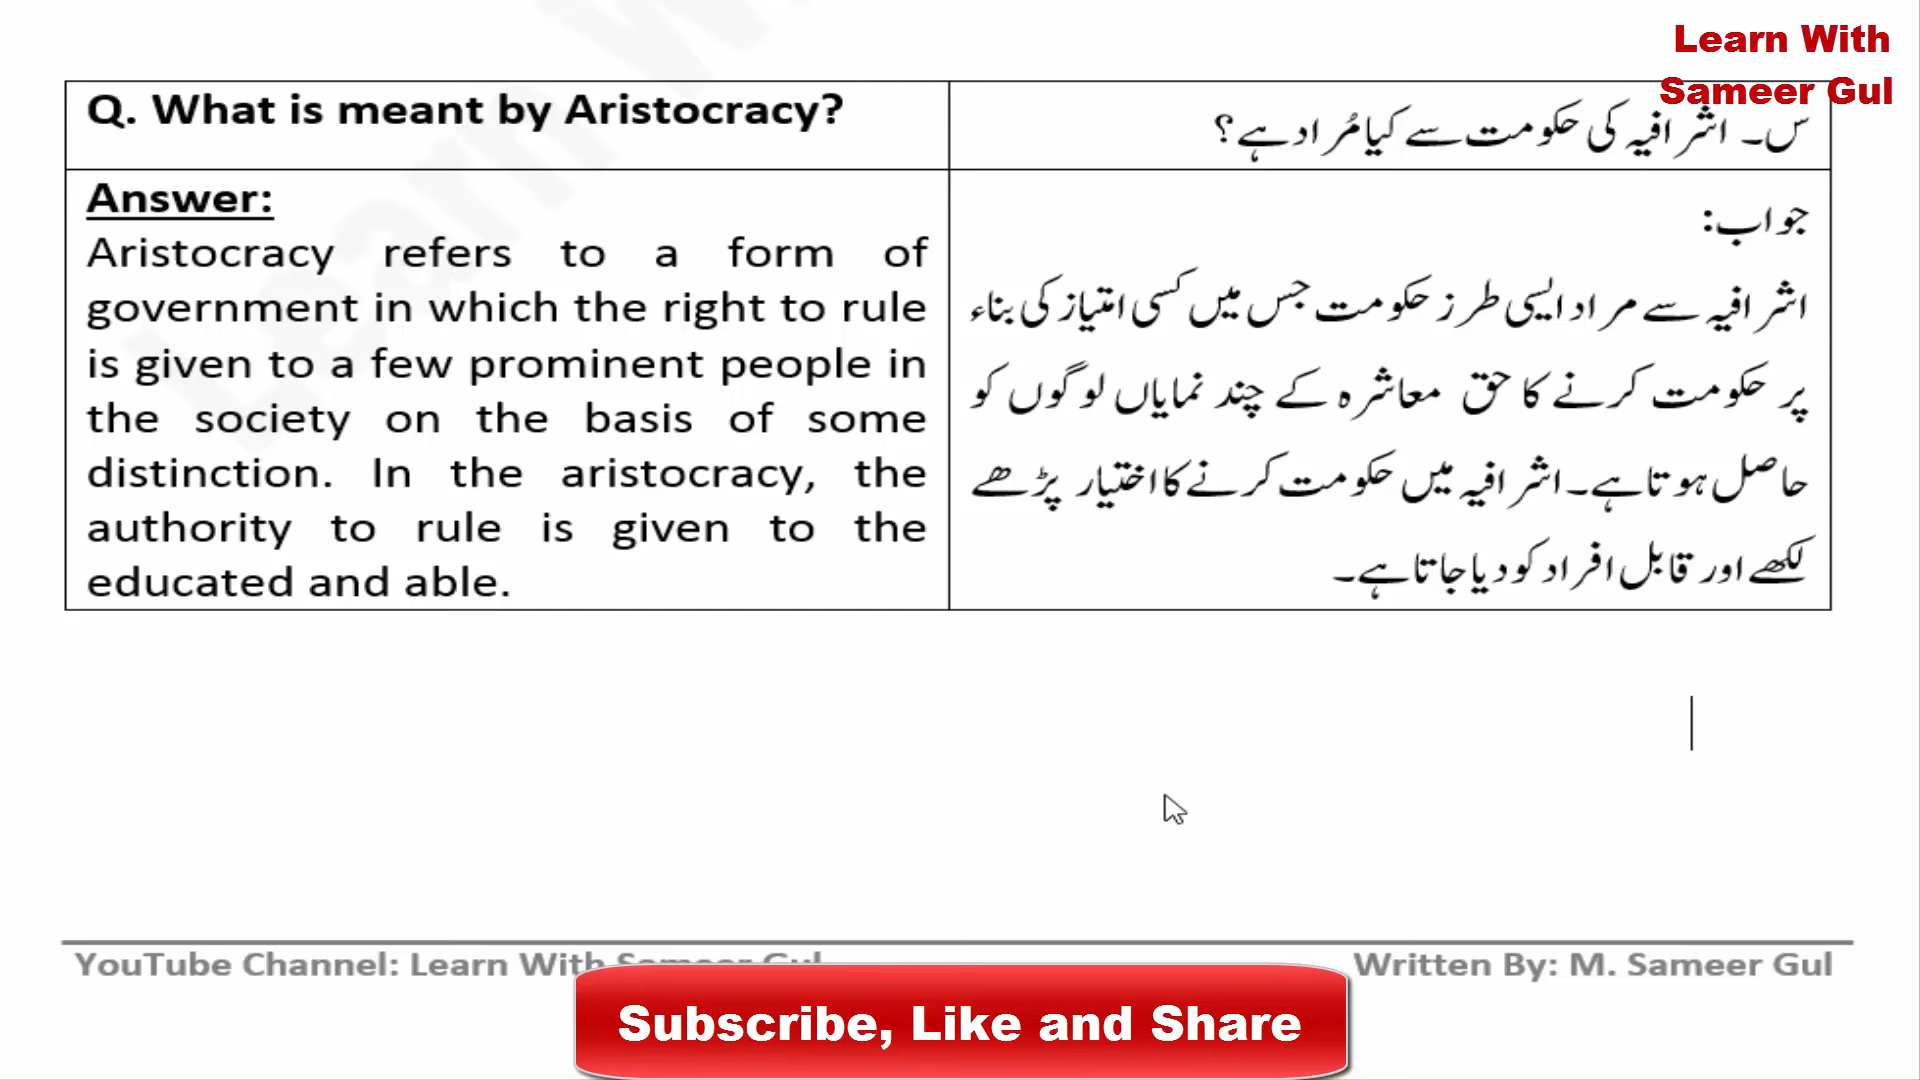 Learn With
Sameer Gul
Q. What is meant by Aristocracy?
س۔ اشرافیہ کی حکومت سے کیا مُراد ہے؟
Answer:
Aristocracy refers to a form of
government in which the right to rule
is given to a few prominent people in
the society on the basis of some
distinction. In the aristocracy, the
authority to rule is given to the
educated and able.
جواب:
اشرافیہ سے مراد ایسی طرز حکومت جس میں کسی امتیاز کی بناء
پر حکومت کرنے کا حق معاشرہ کے چند نمایاں لوگوں کو
حاصل ہوتا ہے۔ اشرافیہ میں حکومت کرنے کا اختیار پڑھے
لکھے اور قابل افراد کو دیا جاتا ہے۔
YouTube Channel: Learn With Sameer Gul
Written By: M. Sameer Gul
Subscribe, Like and Share